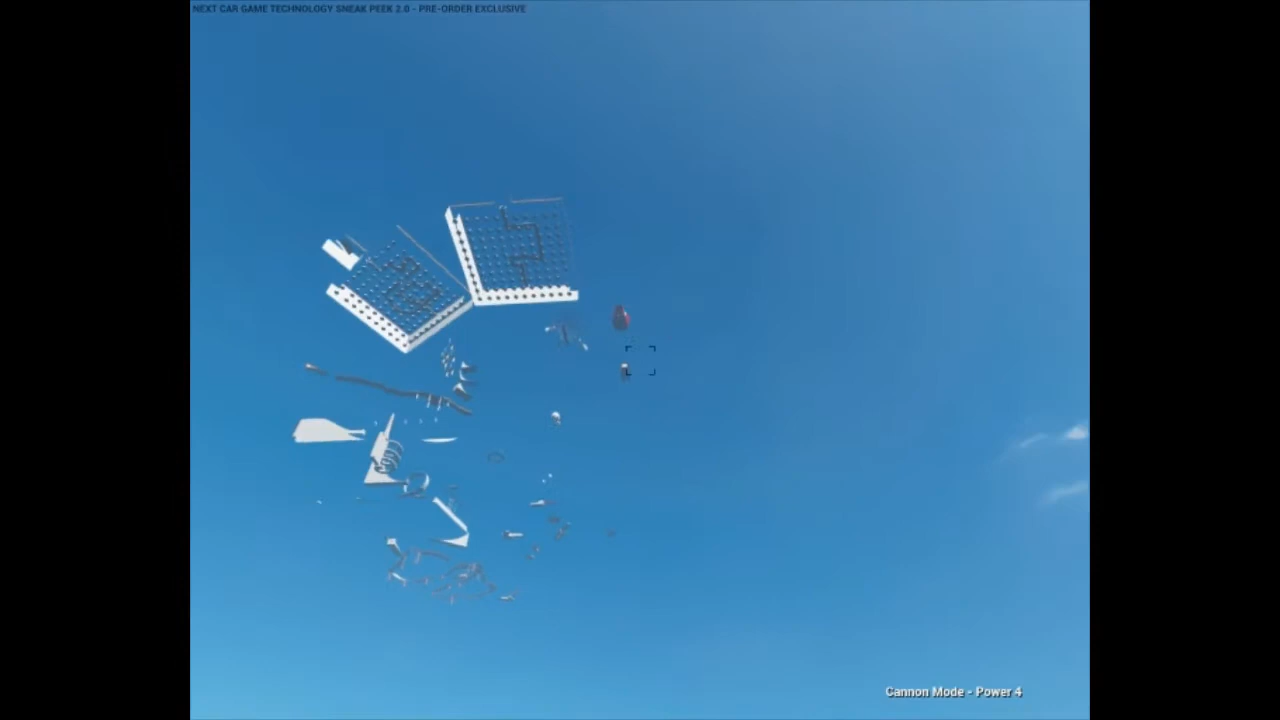 NEXT CAR GAME TECHNOLOGY SNEAK PEEK 2.0 - PRE-ORDER EXCLUSIVE
Cannon Mode - Power 4